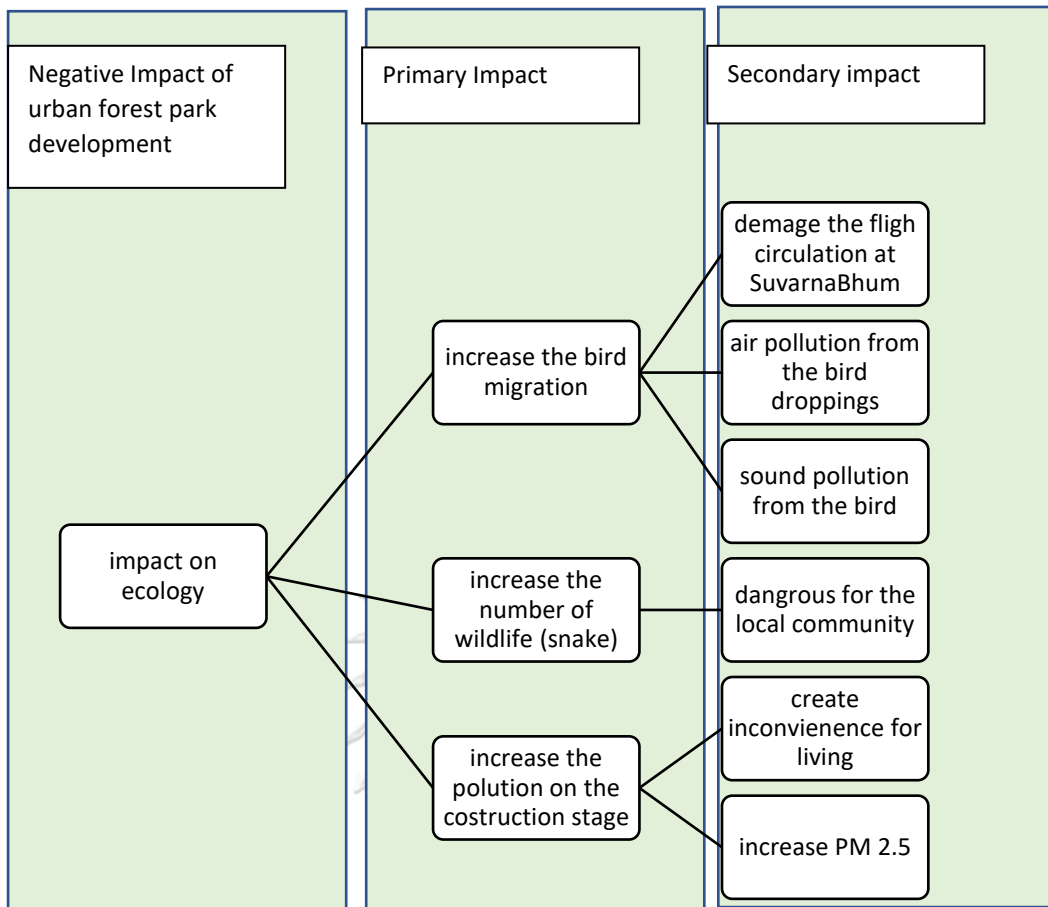 Negative Impact of
urban forest park
development
Primary Impact
Secondary impact
impact on
ecology
increase the bird
migration
increase the
number of
wildlife (snake)
increase the
polution on the
costruction stage
demage the fligh
circulation at
SuvarnaBhum
air pollution from
the bird
droppings
sound pollution
from the bird
dangrous for the
local community
create
inconvienence for
living
increase PM 2.5